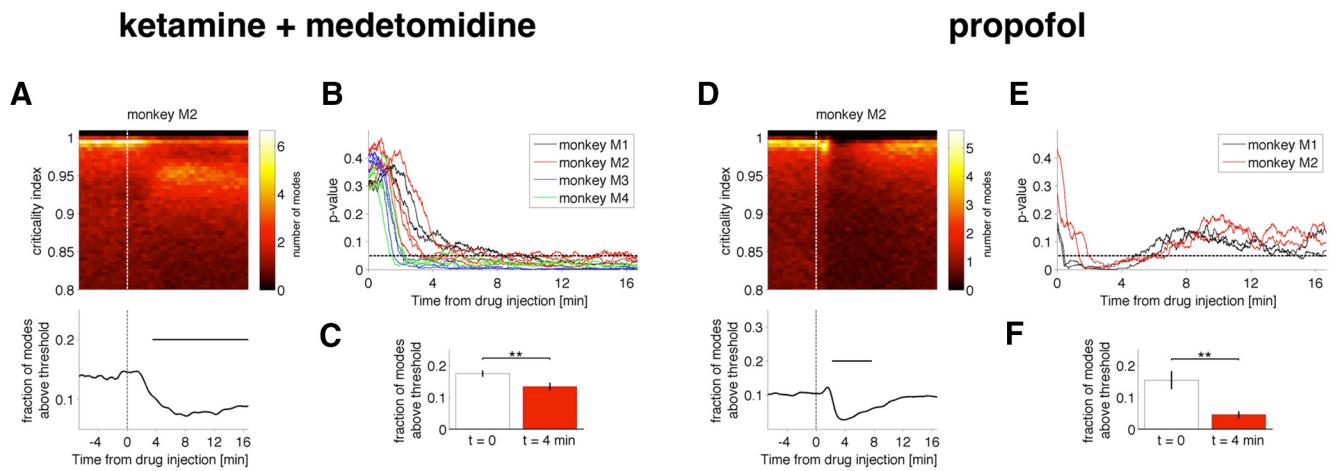 ketamine + medetomidine
propofol
A
monkey M2
criticality index
1
0.95
0.9
0.85
0.8
6
4
2
0
number of modes
fraction of modes
above threshold
0.2
0.1
-4 0 4 8 12 16
Time from drug injection [min]
B
p-value
0.4
0.3
0.2
0.1
0
0 4 8 12 16
Time from drug injection [min]
monkey M1
monkey M2
monkey M3
monkey M4
C
fraction of modes
above threshold
0.2
0.1
0
**
t = 0 t = 4 min
D
monkey M2
criticality index
1
0.95
0.9
0.85
0.8
5
4
3
2
1
0
number of modes
fraction of modes
above threshold
0.3
0.2
0.1
-4 0 4 8 12 16
Time from drug injection [min]
E
p-value
0.4
0.3
0.2
0.1
0
0 4 8 12 16
Time from drug injection [min]
monkey M1
monkey M2
F
fraction of modes
above threshold
0.2
0.1
0
**
t = 0 t = 4 min